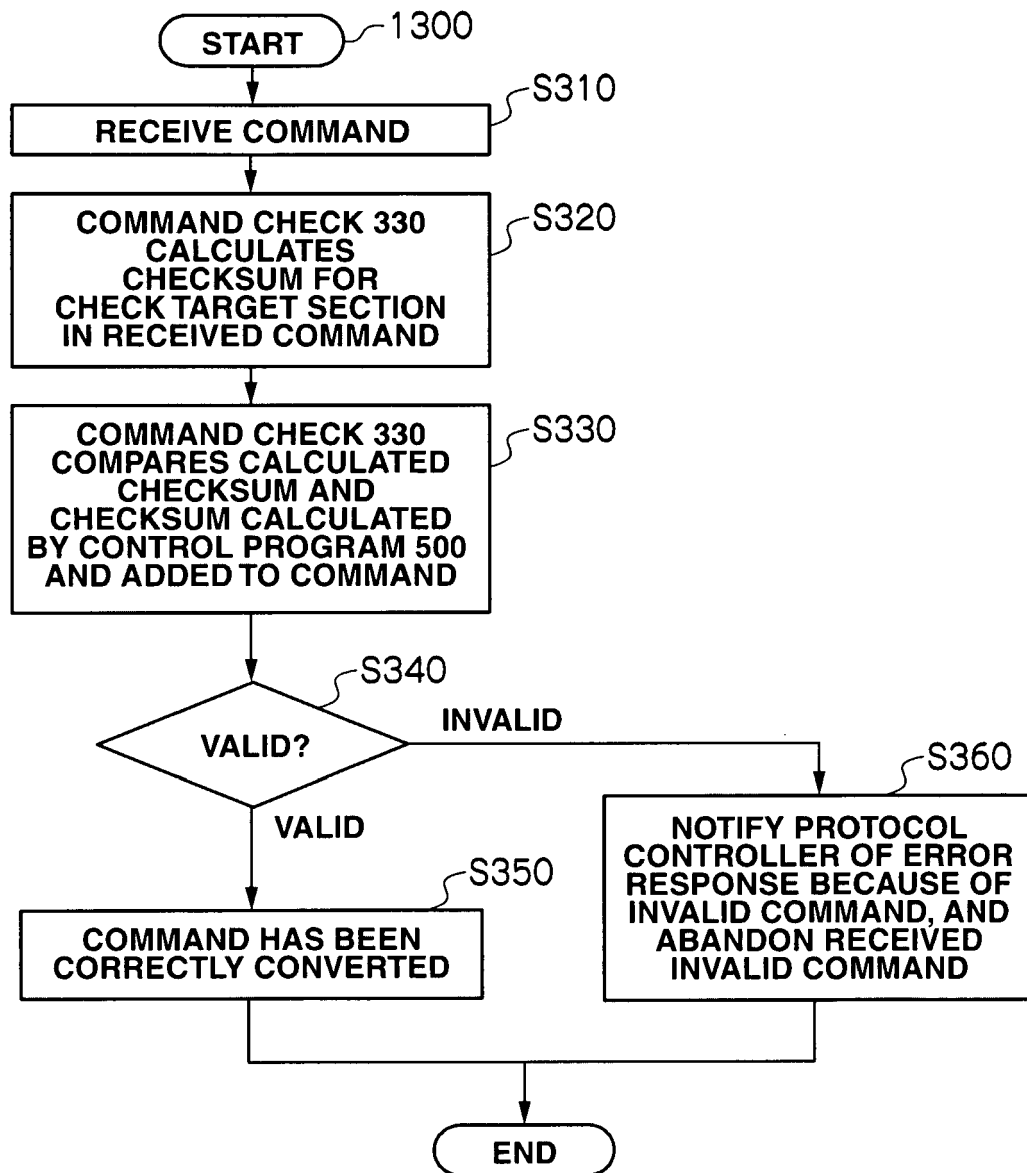 START
1300
S310
RECEIVE COMMAND
S320
COMMAND CHECK 330
CALCULATES
CHECKSUM FOR
CHECK TARGET SECTION
IN RECEIVED COMMAND
S330
COMMAND CHECK 330
COMPARES CALCULATED
CHECKSUM AND
CHECKSUM CALCULATED
BY CONTROL PROGRAM 500
AND ADDED TO COMMAND
S340
VALID?
INVALID
VALID
S350
COMMAND HAS BEEN
CORRECTLY CONVERTED
S360
NOTIFY PROTOCOL
CONTROLLER OF ERROR
RESPONSE BECAUSE OF
INVALID COMMAND, AND
ABANDON RECEIVED
INVALID COMMAND
END